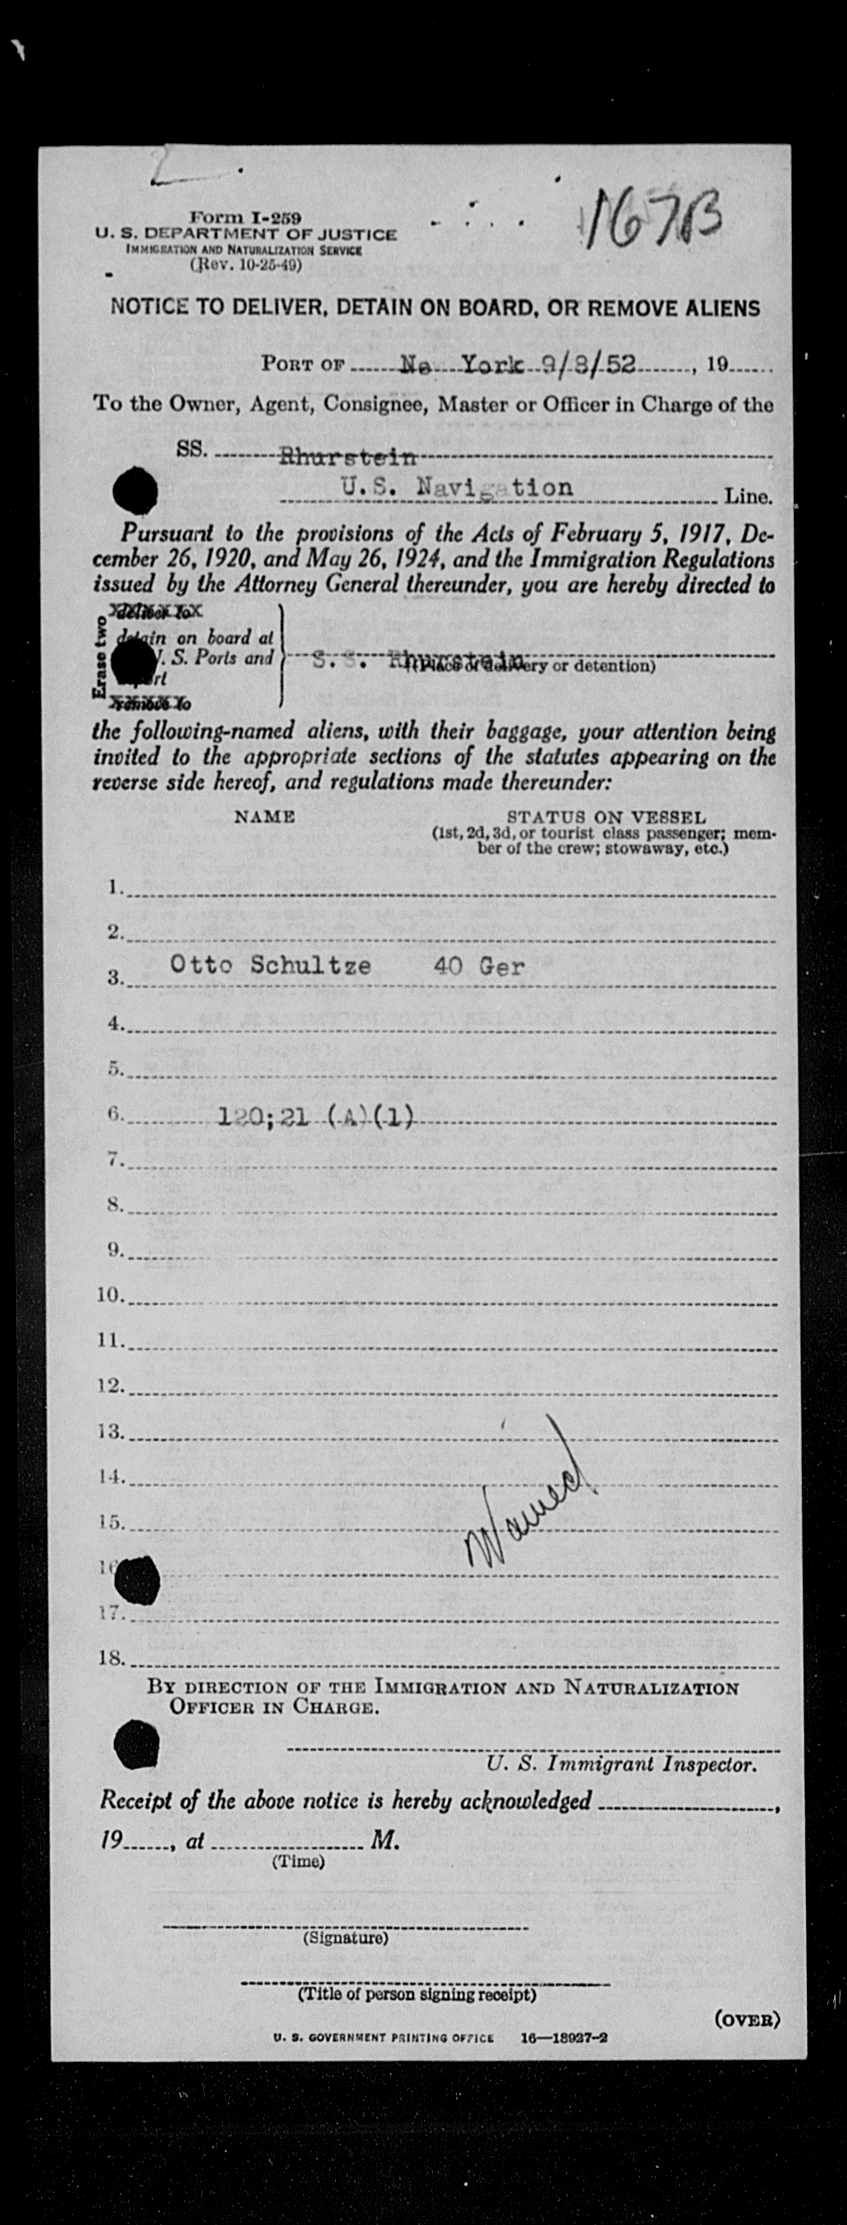 167B
Form I-259
U. S. DEPARTMENT OF JUSTICE
IMMIGRATION AND NATURALIZATION SERVICE
(Rev. 10-25-49)
NOTICE TO DELIVER, DETAIN ON BOARD, OR REMOVE ALIENS
PORT OF Ne York 9/8/52, 19
To the Owner, Agent, Consignee, Master or Officer in Charge of the
SS. Rhurstein
U.S. Navigation Line.
Pursuant to the provisions of the Acts of February 5, 1917, De-
cember 26, 1920, and May 26, 1924, and the Immigration Regulations
issued by the Attorney General thereunder, you are hereby directed to
Erase two
deliver to
detain on board at
U. S. Ports and
S. S. Rhurstein
(Place of delivery or detention)
remove to
the following-named aliens, with their baggage, your attention being
invited to the appropriate sections of the statutes appearing on the
reverse side hereof, and regulations made thereunder:
NAME STATUS ON VESSEL
(1st, 2d, 3d, or tourist class passenger; mem-
ber of the crew; stowaway, etc.)
1.
2.
3. Otto Schultze 40 Ger
4.
5.
6. 120;21 (A)(1)
7.
8.
9.
10.
11.
12.
13.
14.
15.
16
17.
18.
BY DIRECTION OF THE IMMIGRATION AND NATURALIZATION
OFFICER IN CHARGE.
U. S. Immigrant Inspector.
Receipt of the above notice is hereby acknowledged ,
19 , at M.
(Time)
(Signature)
(Title of person signing receipt)
(OVER)
U. S. GOVERNMENT PRINTING OFFICE 16—18927-2